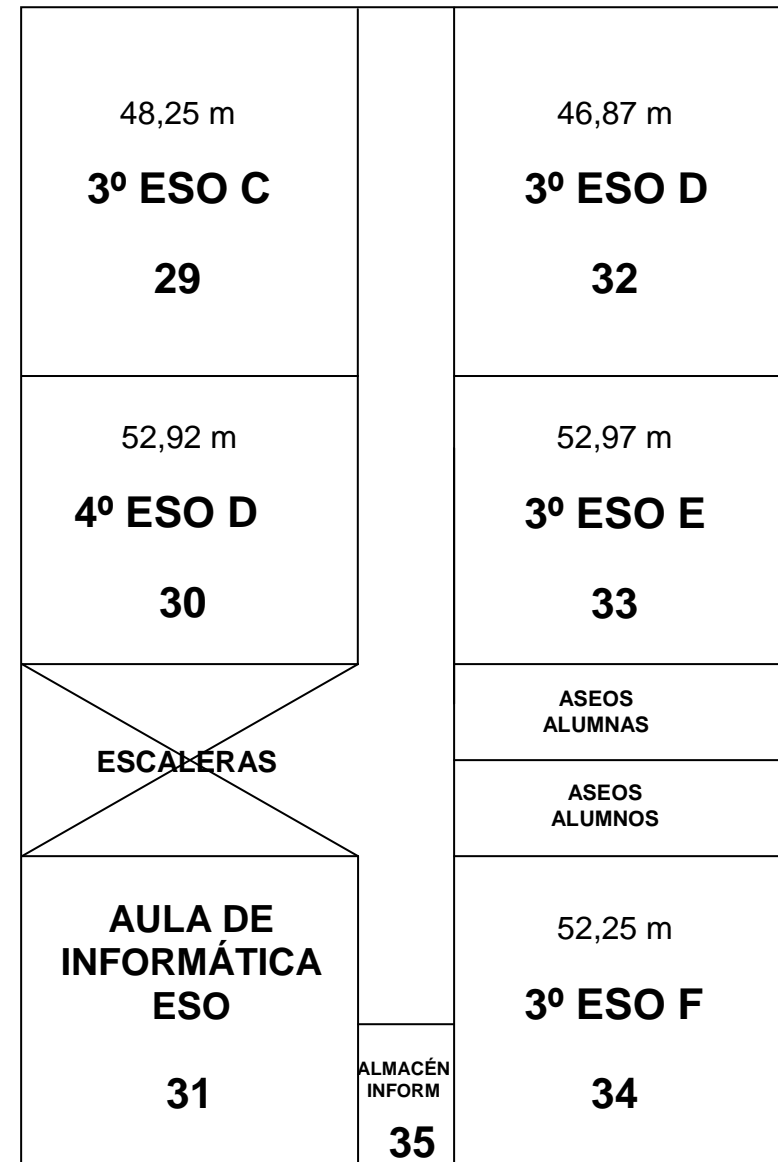 48,25 m
3º ESO C
29
46,87 m
3º ESO D
32
52,92 m
4º ESO D
30
52,97 m
3º ESO E
33
ESCALERAS
ASEOS
ALUMNAS
ASEOS
ALUMNOS
AULA DE
INFORMÁTICA
ESO
31
ALMACÉN
INFORM
35
52,25 m
3º ESO F
34